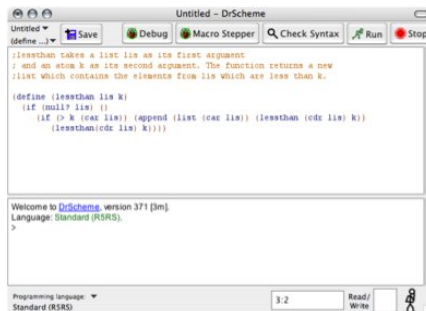 Untitled - DrScheme
Untitled
(define ...)
Save
Debug
Macro Stepper
Check Syntax
Run
Stop
;lessthan takes a list lis as its first argument
; and an atom k as its second argument. The function returns a new
;list which contains the elements from lis which are less than k.
(define (lessthan lis k)
(if (null? lis) ()
(if (> k (car lis)) (append (list (car lis)) (lessthan (cdr lis) k))
(lessthan(cdr lis) k))))
Welcome to DrScheme, version 371 [3m].
Language: Standard (R5RS).
>
Programming language:
Standard (R5RS)
3:2
Read/
Write